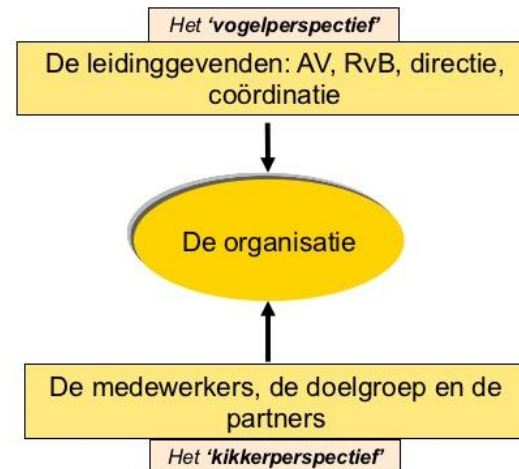 Het ‘vogelperspectief’
De leidinggevenden: AV, RvB, directie,
coördinatie
De organisatie
De medewerkers, de doelgroep en de
partners
Het ‘kikkerperspectief’